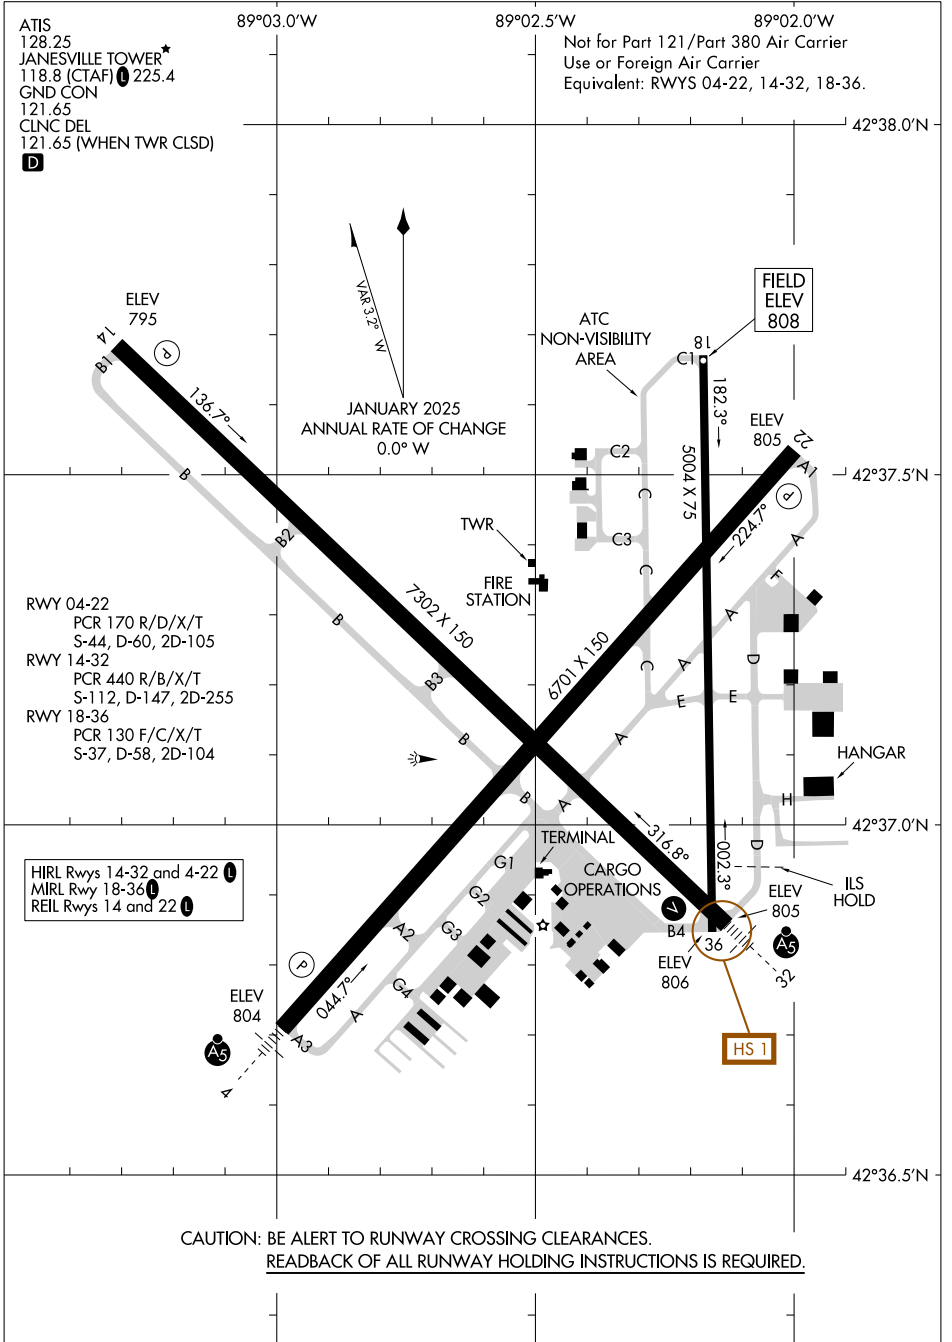 89°03.0'W
89°02.5'W
89°02.0'W
ATIS
128.25
JANESVILLE TOWER★
118.8 (CTAF) L 225.4
GND CON
121.65
CLNC DEL
121.65 (WHEN TWR CLSD)
D
Not for Part 121/Part 380 Air Carrier
Use or Foreign Air Carrier
Equivalent: RWYS 04-22, 14-32, 18-36.
42°38.0'N
VAR 3.2° W
JANUARY 2025
ANNUAL RATE OF CHANGE
0.0° W
FIELD
ELEV
808
ELEV
795
14
B1
P
136.7°
ATC
NON-VISIBILITY
AREA
C1
18
182.3°
5004 X 75
ELEV
805
22
A1
P
224.7°
42°37.5'N
C2
C
C3
C
C
B
B2
B
B3
B
B
TWR
FIRE
STATION
7302 X 150
6701 X 150
A
F
A
A
A
A
E
E
D
D
H
HANGAR
RWY 04-22
PCR 170 R/D/X/T
S-44, D-60, 2D-105
RWY 14-32
PCR 440 R/B/X/T
S-112, D-147, 2D-255
RWY 18-36
PCR 130 F/C/X/T
S-37, D-58, 2D-104
42°37.0'N
HIRL Rwys 14-32 and 4-22 L
MIRL Rwy 18-36 L
REIL Rwys 14 and 22 L
TERMINAL
CARGO
OPERATIONS
G1
G2
G3
G4
A2
316.8°
002.3°
ILS
HOLD
ELEV
805
V
B4
36
ELEV
806
A5
32
HS 1
P
044.7°
A
A3
ELEV
804
A5
4
42°36.5'N
CAUTION: BE ALERT TO RUNWAY CROSSING CLEARANCES.
READBACK OF ALL RUNWAY HOLDING INSTRUCTIONS IS REQUIRED.